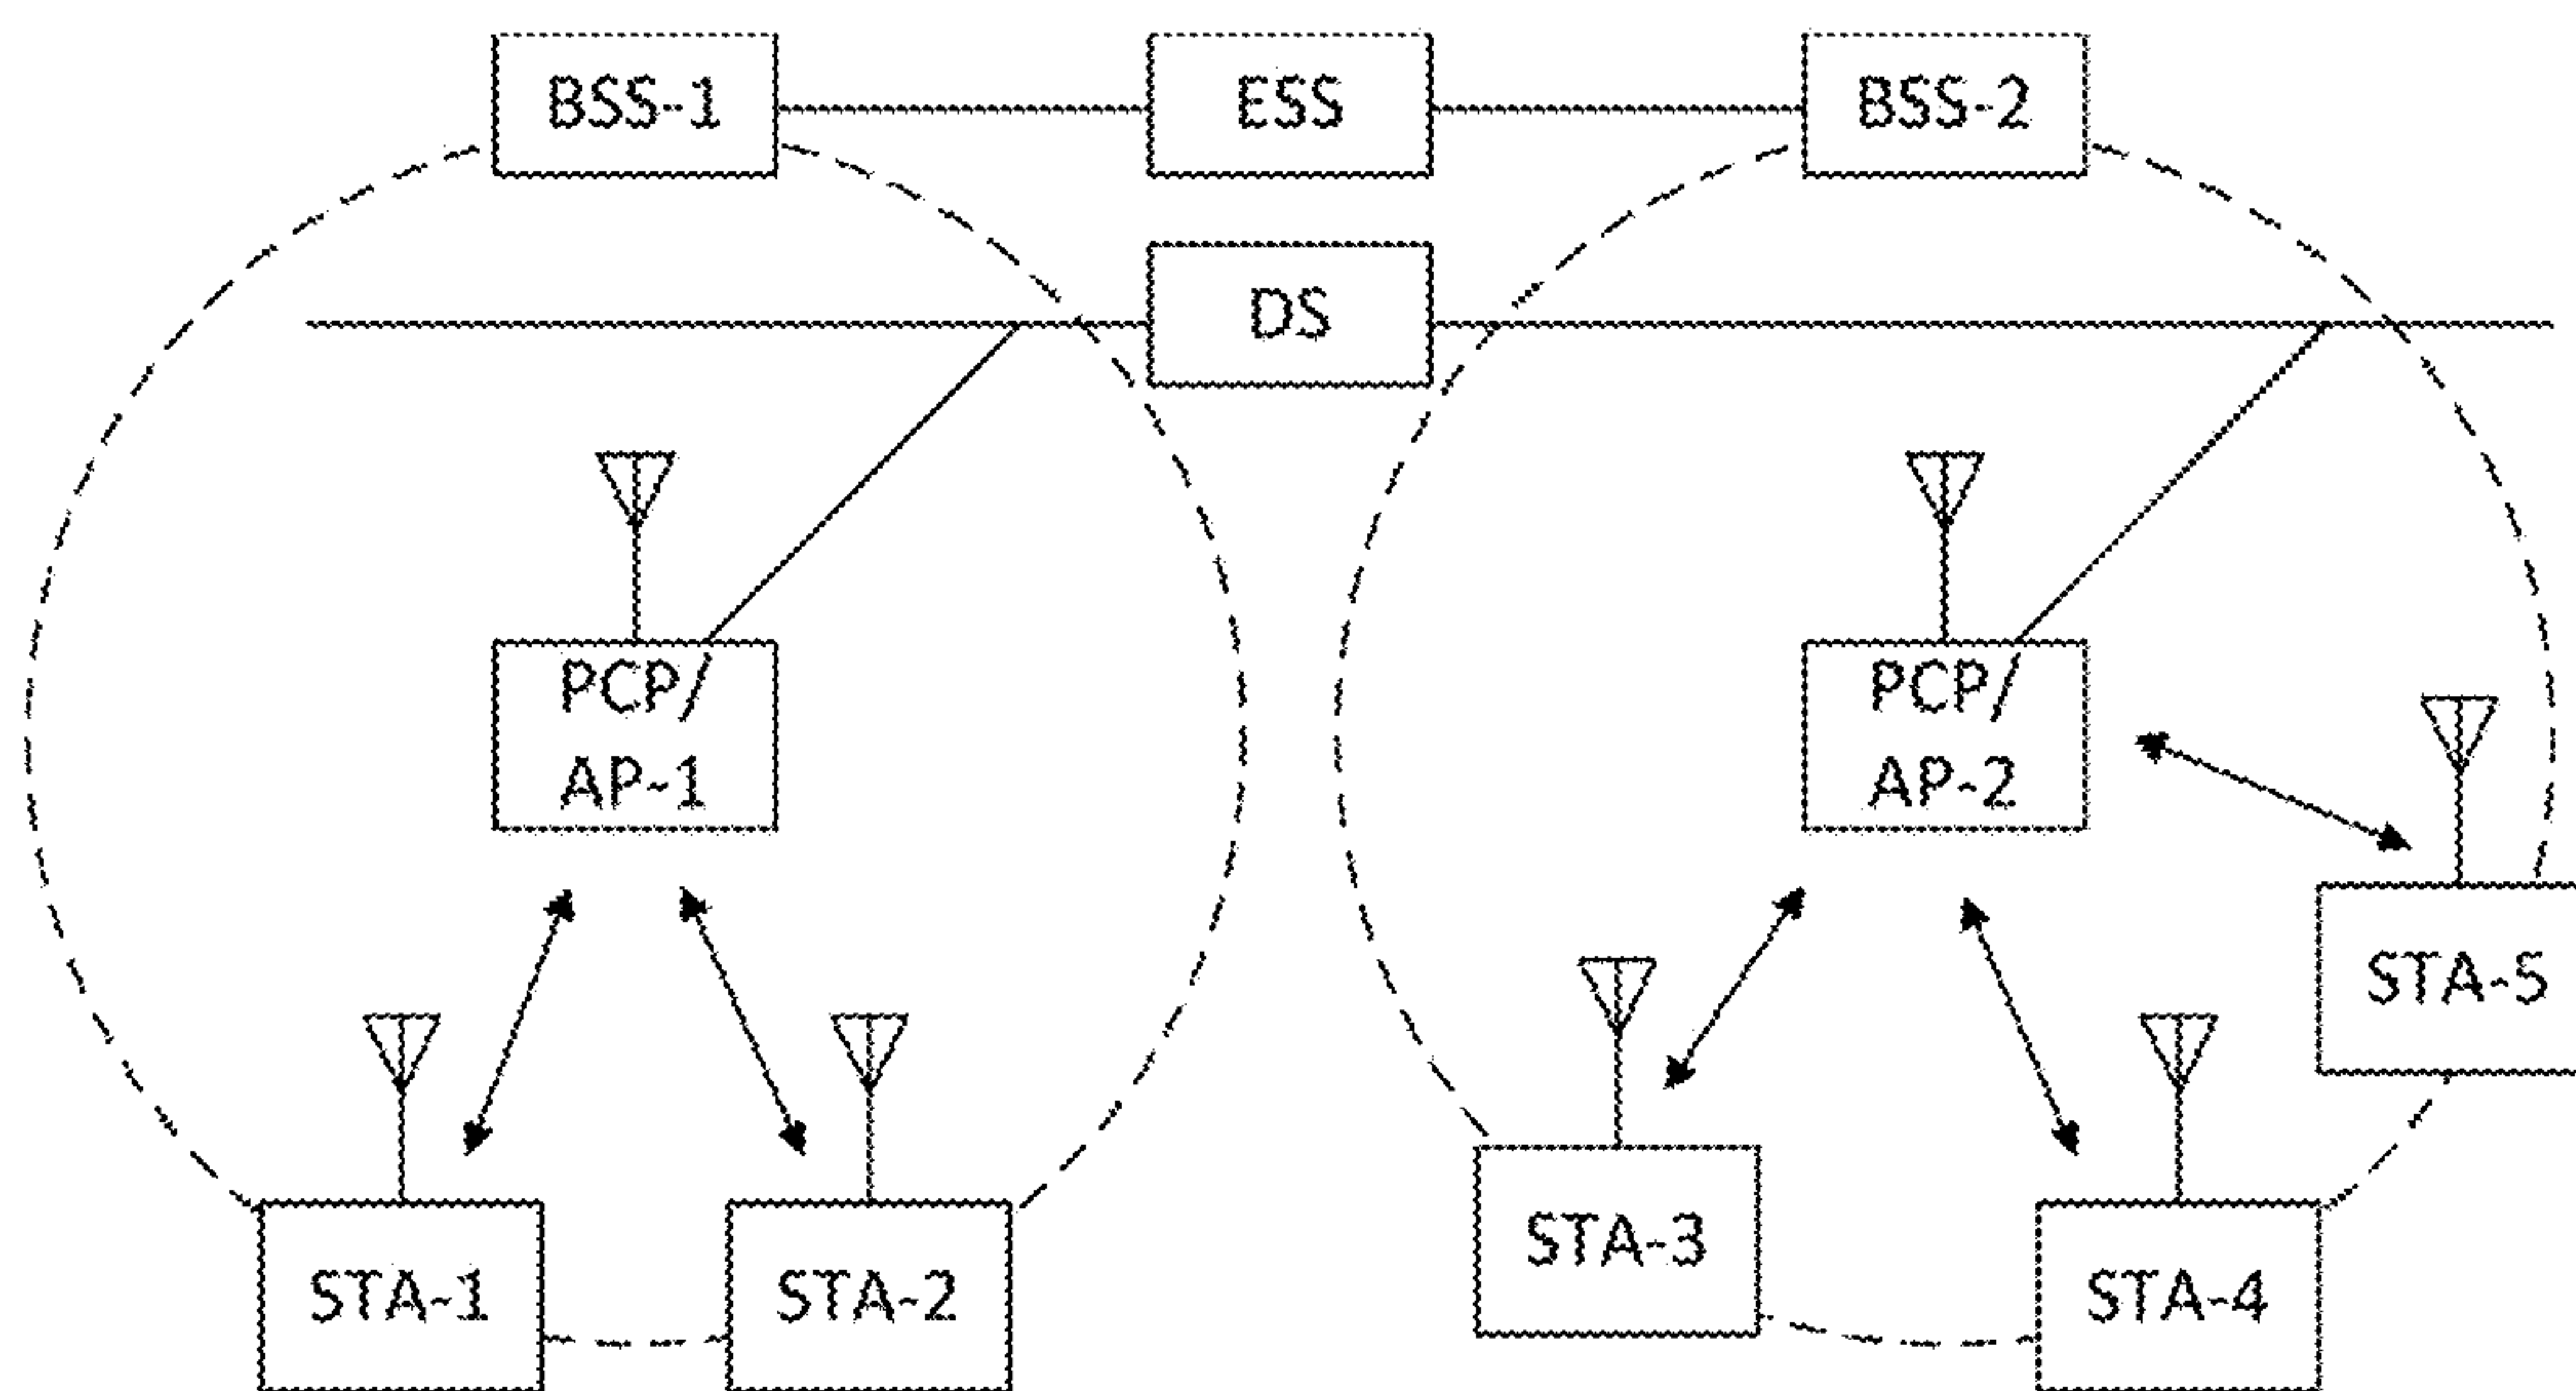 BSS-1
ESS
BSS-2
DS
PCP/
AP-1
PCP/
AP-2
STA-5
STA-3
STA-1
STA-2
STA-4